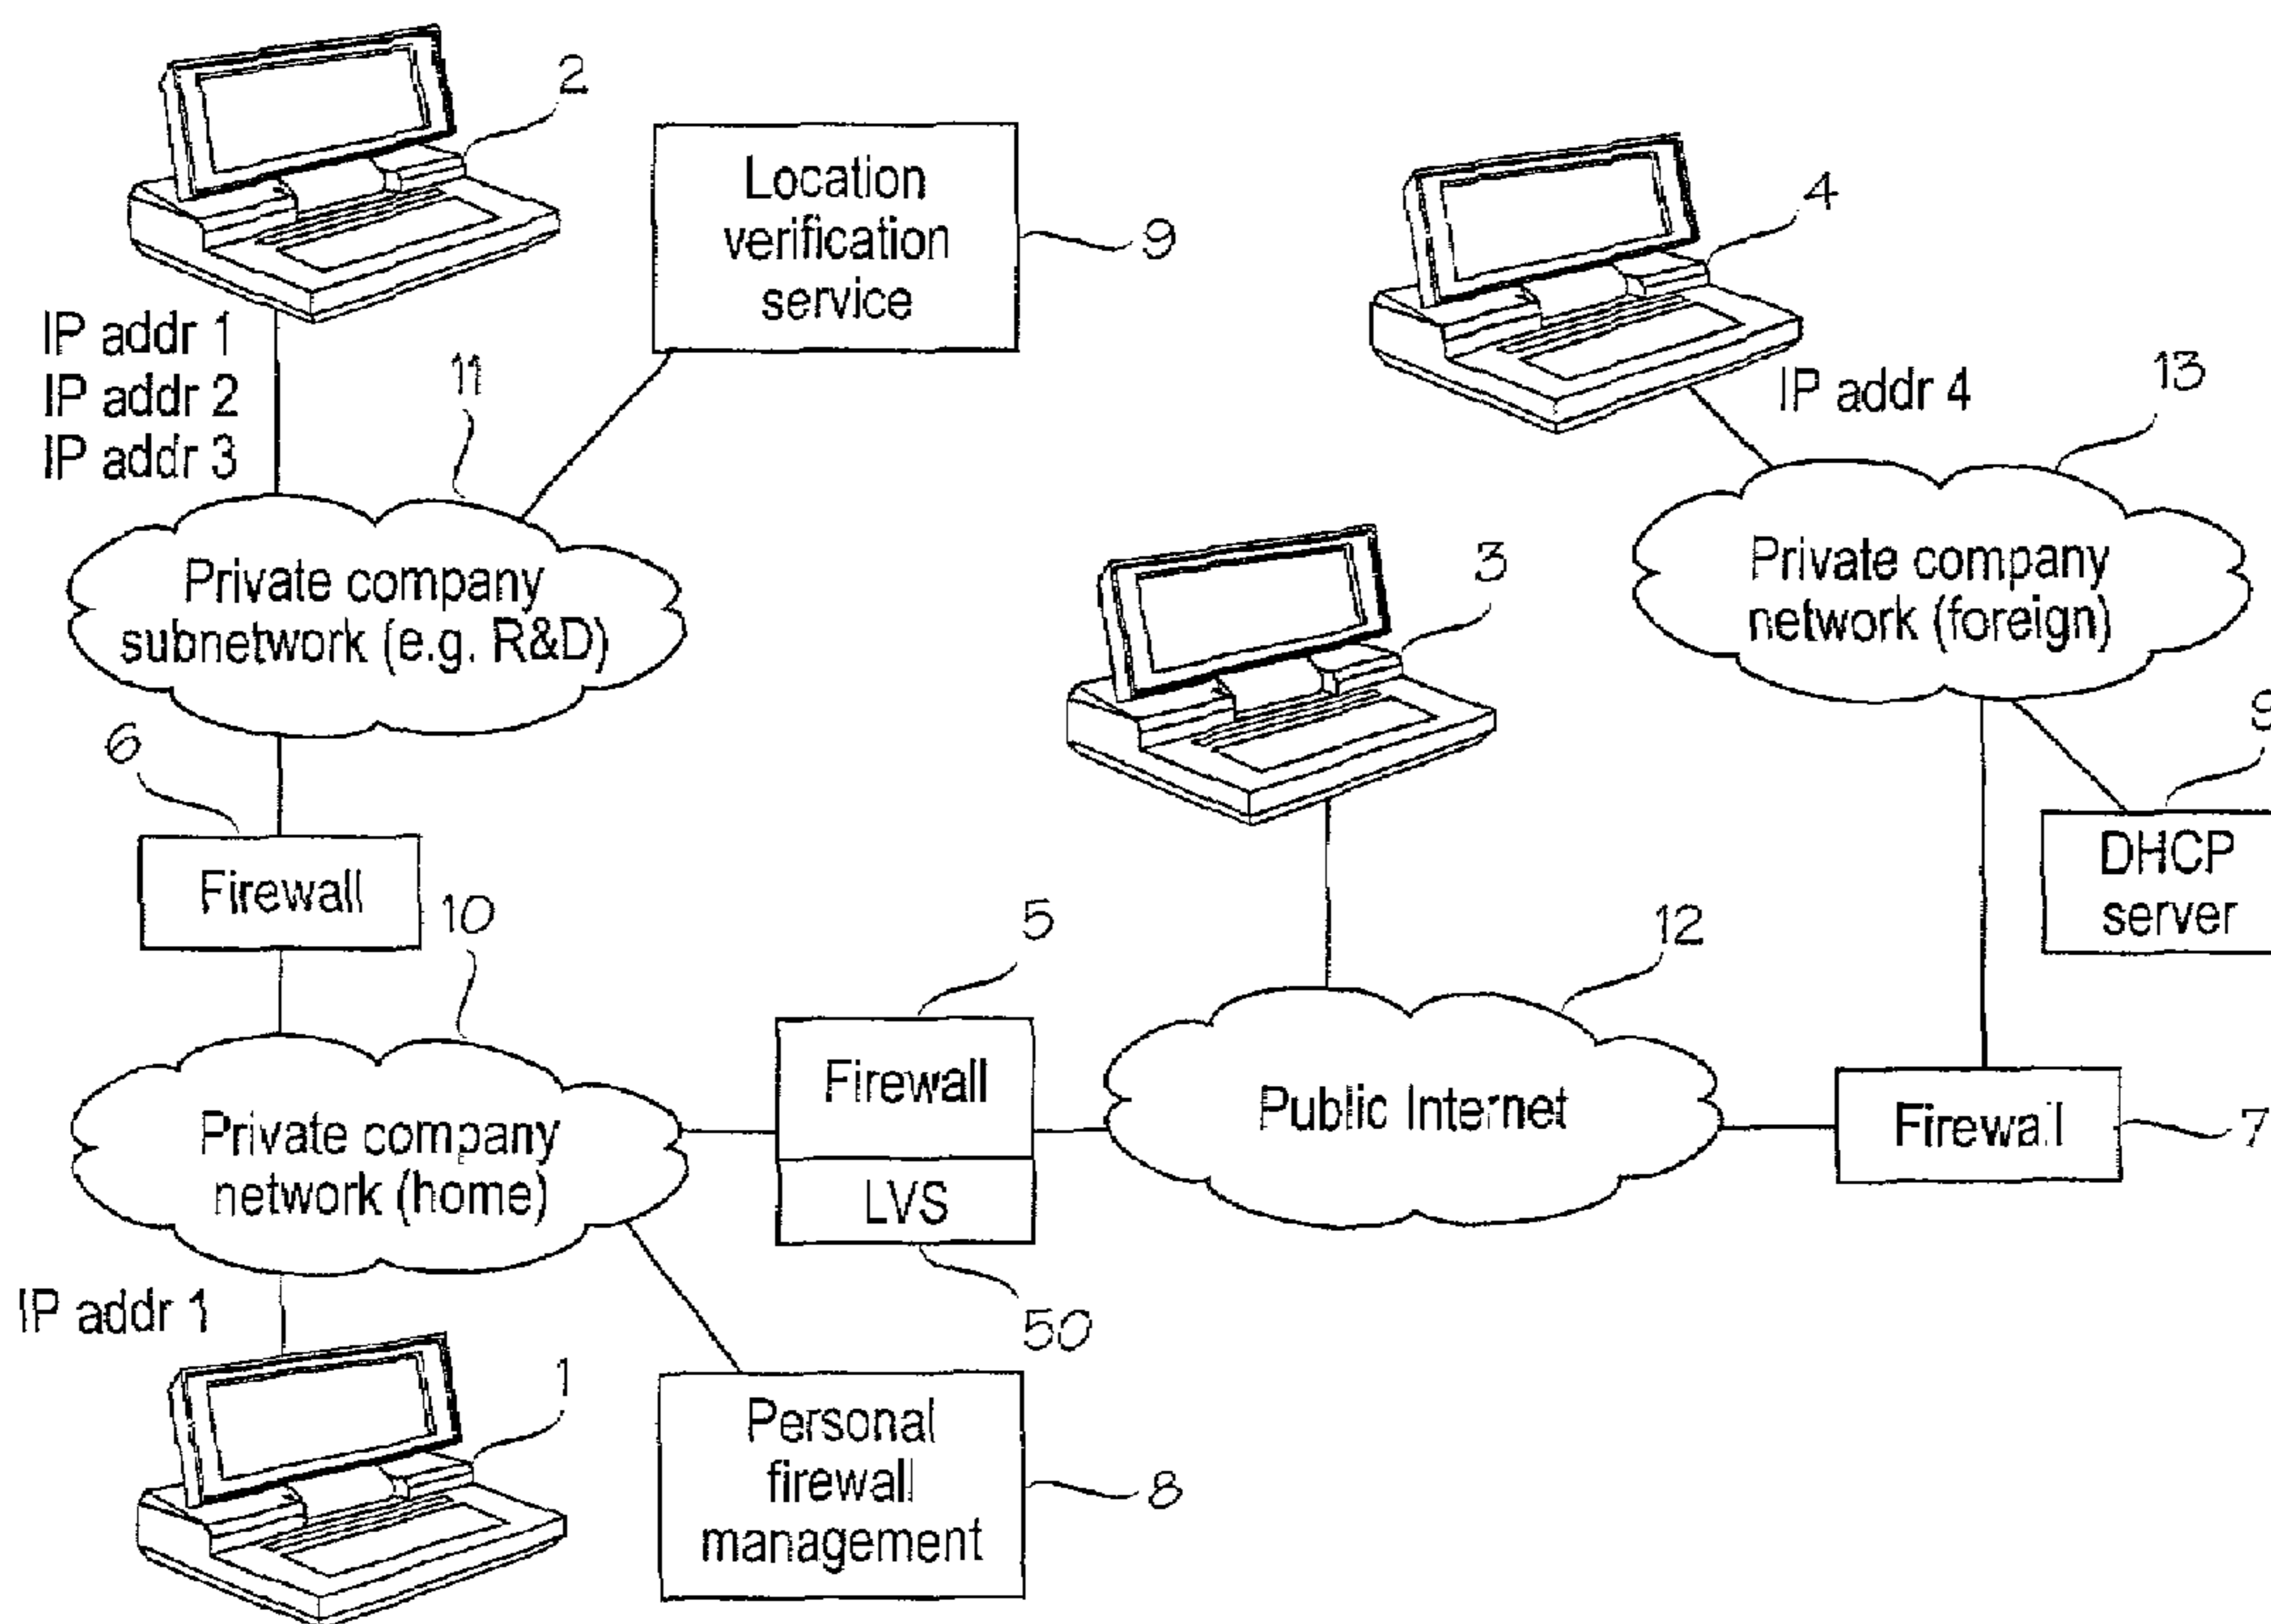 2
Location
verification
service
9
4
IP addr 1
IP addr 2
IP addr 3
11
IP addr 4
13
Private company
subnetwork (e.g. R&D)
3
Private company
network (foreign)
6
9
Firewall
10
DHCP
server
5
12
Private company
network (home)
Firewall
LVS
50
Public Internet
Firewall
7
IP addr 1
1
Personal
firewall
management
8